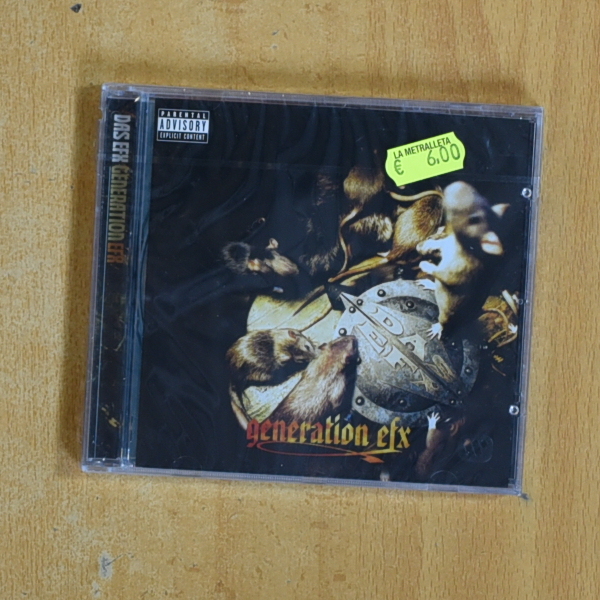 PARENTAL
ADVISORY
EXPLICIT CONTENT
LA METRALLETA
€ 6,00
DAS EFX GENERATION EFX
generation efx